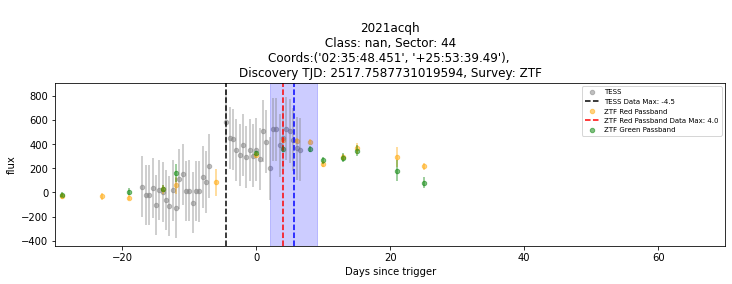 2021acqh
Class: nan, Sector: 44
Coords:('02:35:48.451', '+25:53:39.49'),
Discovery TJD: 2517.7587731019594, Survey: ZTF
TESS
TESS Data Max: -4.5
ZTF Red Passband
ZTF Red Passband Data Max: 4.0
ZTF Green Passband
flux
800
600
400
200
0
−200
−400
−20
0
20
40
60
Days since trigger